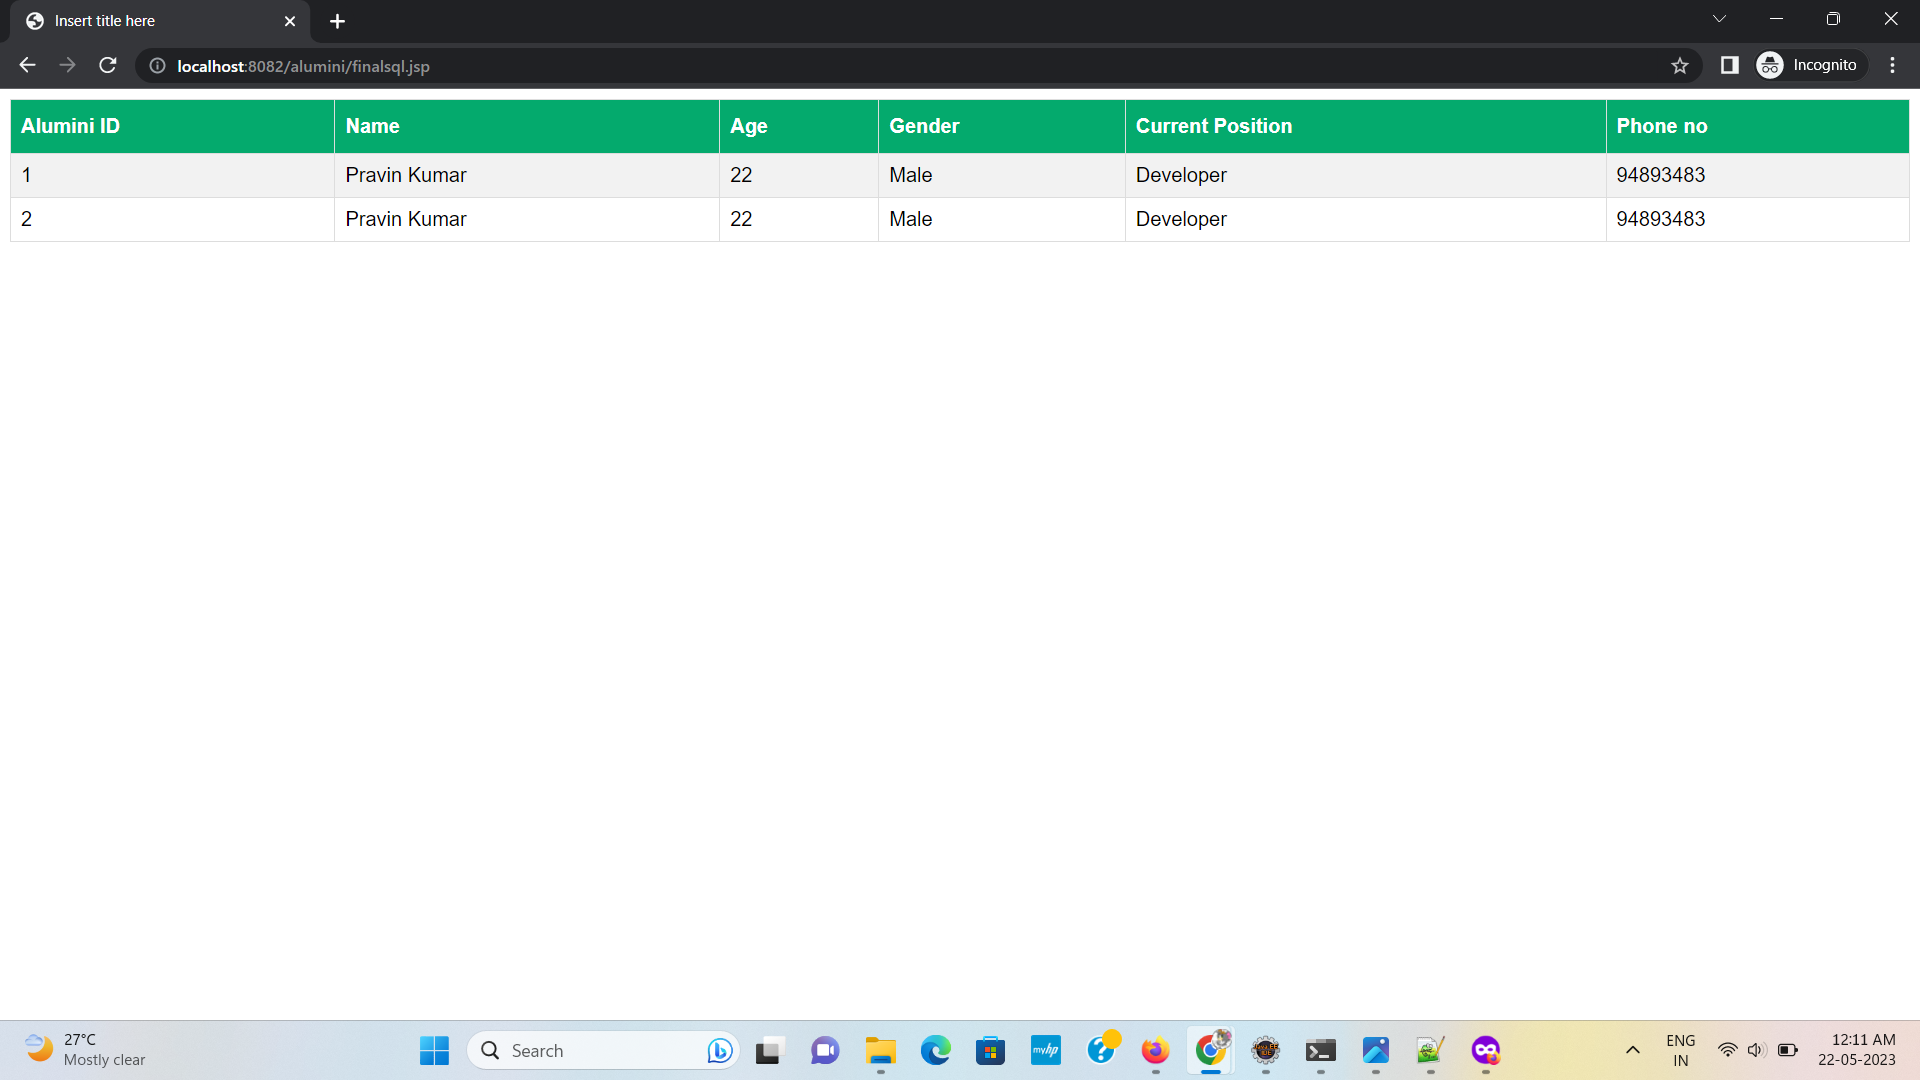 Insert title here
localhost:8082/alumini/finalsql.jsp
Incognito
Alumini ID Name Age Gender Current Position Phone no
1 Pravin Kumar 22 Male Developer 94893483
2 Pravin Kumar 22 Male Developer 94893483
27°C
Mostly clear
Search
myhp
ENG
IN
12:11 AM
22-05-2023